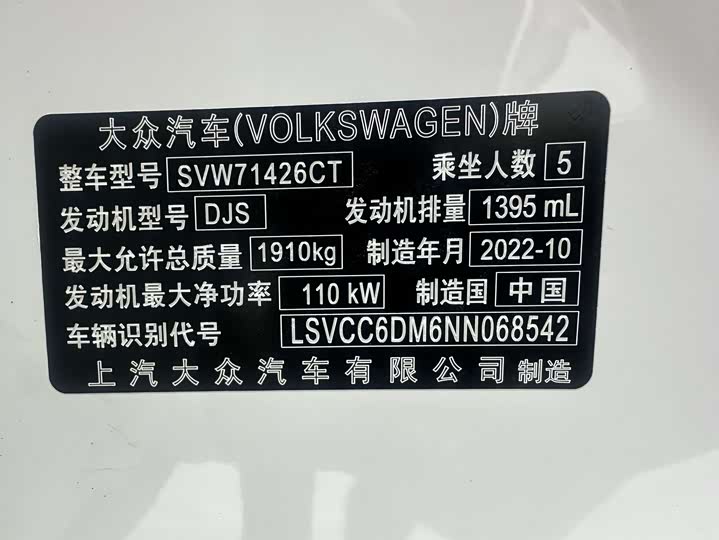 大众汽车(VOLKSWAGEN)牌
整车型号 SVW71426CT 乘坐人数 5
发动机型号 DJS 发动机排量 1395 mL
最大允许总质量 1910kg 制造年月 2022-10
发动机最大净功率 110 kW 制造国 中国
车辆识别代号 LSVCC6DM6NN068542
上汽大众汽车有限公司 制造